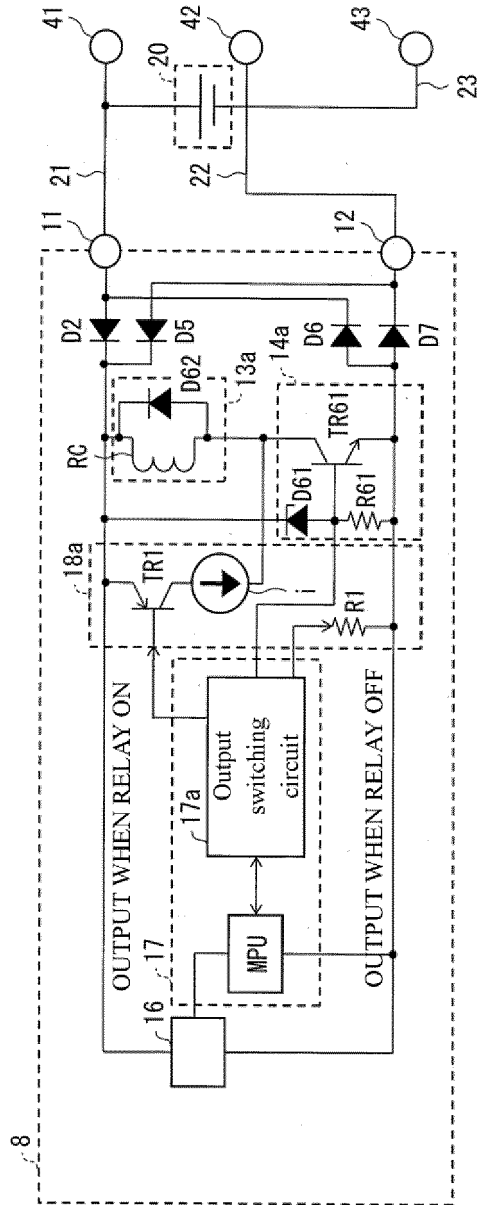 8
16
17
17a
MPU
Output
switching
circuit
OUTPUT WHEN RELAY ON
OUTPUT WHEN RELAY OFF
18a
TR1
i
R1
RC
D62
13a
D61
R61
TR61
14a
D2
D5
D6
D7
11
12
21
22
20
23
41
42
43